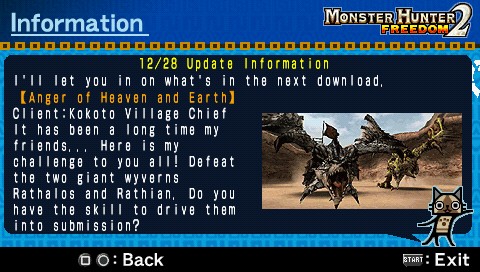 Information
MONSTER HUNTER
FREEDOM 2
12/28 Update Information
I'll let you in on what's in the next download.
【Anger of Heaven and Earth】
Client:Kokoto Village Chief
It has been a long time my
friends... Here is my
challenge to you all! Defeat
the two giant wyverns
Rathalos and Rathian. Do you
have the skill to drive them
into submission?
□ ○: Back
START: Exit